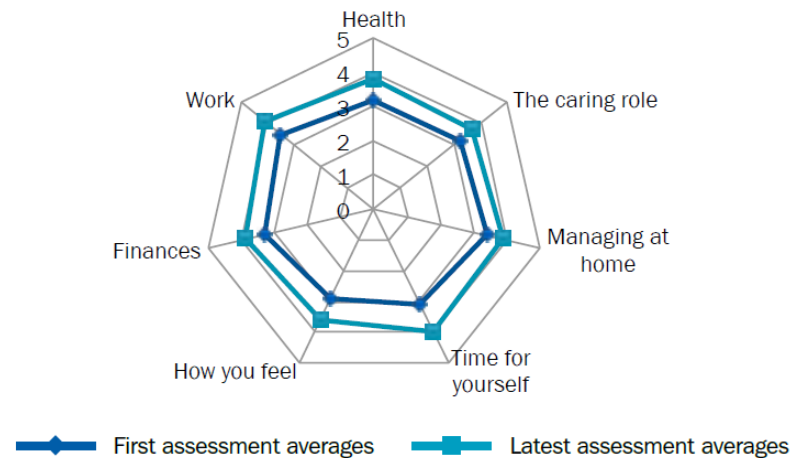 Health
5
4
3
2
1
0
Work
The caring role
Finances
Managing at
home
How you feel
Time for
yourself
First assessment averages
Latest assessment averages